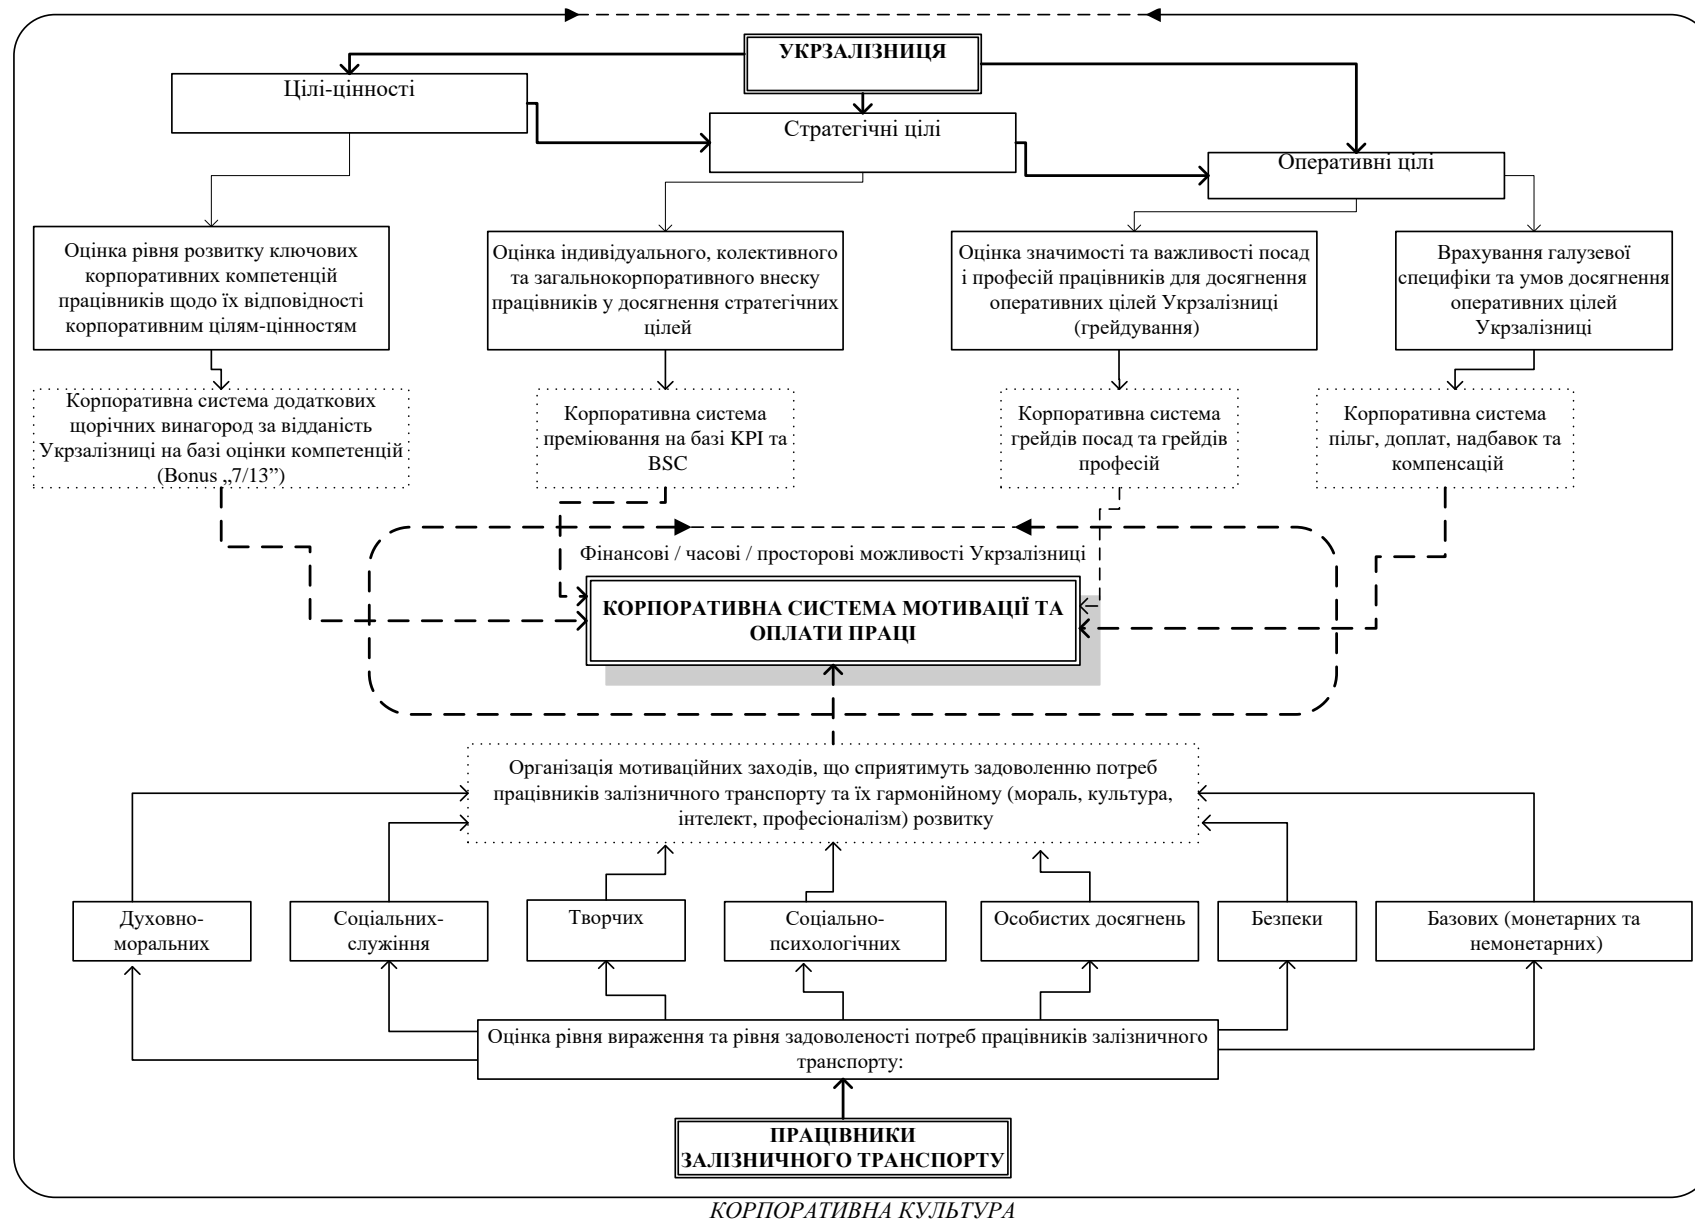 УКРЗАЛІЗНИЦЯ
Цілі-цінності
Стратегічні цілі
Оперативні цілі
Оцінка рівня розвитку ключових
корпоративних компетенцій
працівників щодо їх відповідності
корпоративним цілям-цінностям
Оцінка індивідуального, колективного
та загальнокорпоративного внеску
працівників у досягнення стратегічних
цілей
Оцінка значимості та важливості посад
і професій працівників для досягнення
оперативних цілей Укрзалізниці
(грейдування)
Врахування галузевої
специфіки та умов досягнення
оперативних цілей
Укрзалізниці
Корпоративна система додаткових
щорічних винагород за відданість
Укрзалізниці на базі оцінки компетенцій
(Bonus „7/13”)
Корпоративна система
преміювання на базі KPI та
BSC
Корпоративна система
грейдів посад та грейдів
професій
Корпоративна система
пільг, доплат, надбавок та
компенсацій
Фінансові / часові / просторові можливості Укрзалізниці
КОРПОРАТИВНА СИСТЕМА МОТИВАЦІЇ ТА
ОПЛАТИ ПРАЦІ
Організація мотиваційних заходів, що сприятимуть задоволенню потреб
працівників залізничного транспорту та їх гармонійному (мораль, культура,
інтелект, професіоналізм) розвитку
Духовно-
моральних
Соціальних-
служіння
Творчих
Соціально-
психологічних
Особистих досягнень
Безпеки
Базових (монетарних та
немонетарних)
Оцінка рівня вираження та рівня задоволеності потреб працівників залізничного
транспорту:
ПРАЦІВНИКИ
ЗАЛІЗНИЧНОГО ТРАНСПОРТУ
КОРПОРАТИВНА КУЛЬТУРА